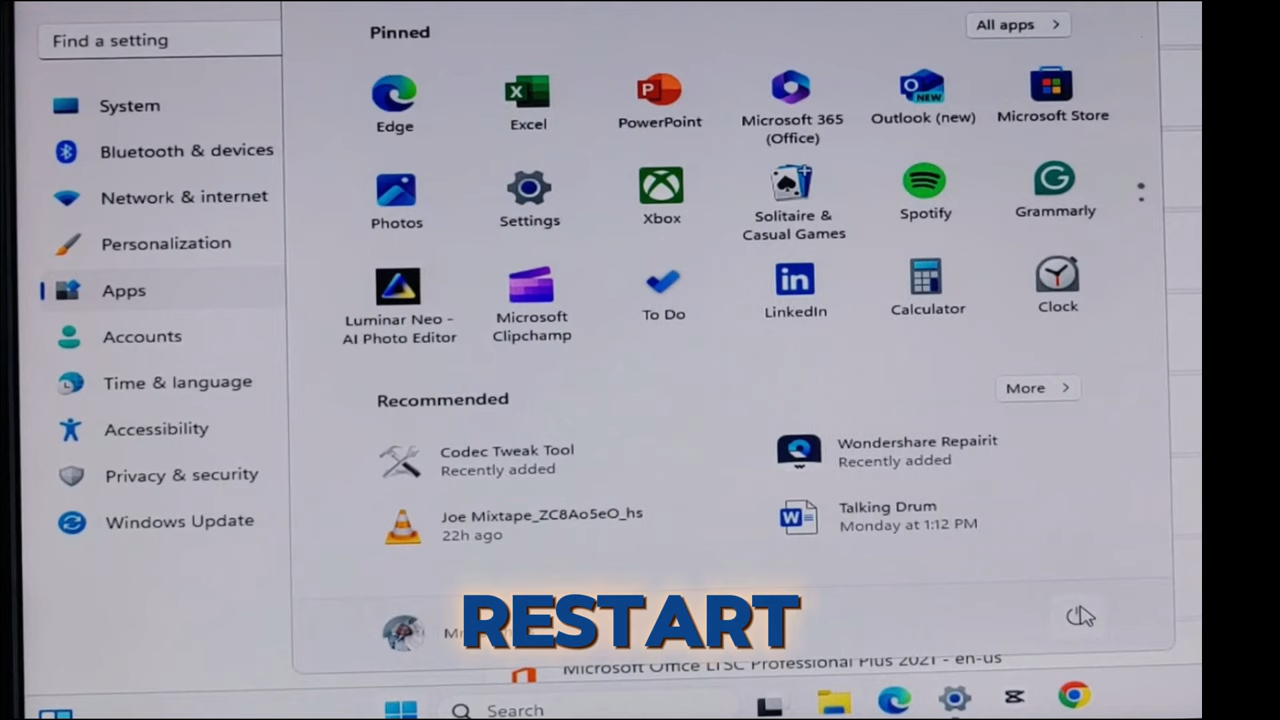 Find a setting
System
Bluetooth & devices
Network & internet
Personalization
Apps
Accounts
Time & language
Accessibility
Privacy & security
Windows Update
Pinned
All apps >
Edge
Excel
PowerPoint
Microsoft 365
(Office)
Outlook (new)
Microsoft Store
Photos
Settings
Xbox
Solitaire &
Casual Games
Spotify
Grammarly
Luminar Neo -
AI Photo Editor
Microsoft
Clipchamp
To Do
LinkedIn
Calculator
Clock
Recommended
More >
Codec Tweak Tool
Recently added
Wondershare Repairit
Recently added
Joe Mixtape_ZC8Ao5eO_hs
22h ago
Talking Drum
Monday at 1:12 PM
RESTART
Microsoft Office LTSC Professional Plus 2021 - en-us
Search